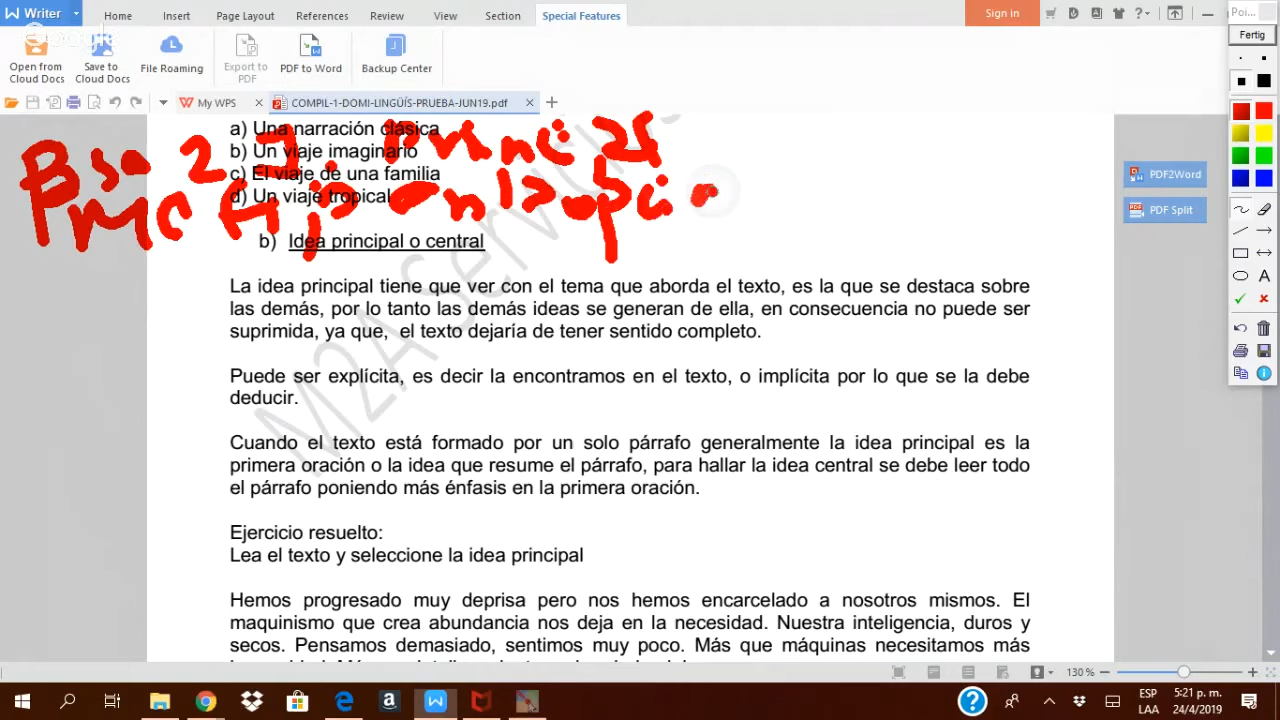 Writer
Home Insert Page Layout References Review View Section Special Features
Sign in
Fertig
Google
Open from Cloud Docs
Save to Cloud Docs
File Roaming
Export to PDF
PDF to Word
Backup Center
My WPS
COMPIL-1-DOMI-LINGÜÍS-PRUEBA-JUN19.pdf
a) Una narración clásica
b) Un viaje imaginario
c) El viaje de una familia
d) Un viaje tropical
b) Idea principal o central
PDF2Word
PDF Split
La idea principal tiene que ver con el tema que aborda el texto, es la que se destaca sobre
las demás, por lo tanto las demás ideas se generan de ella, en consecuencia no puede ser
suprimida, ya que, el texto dejaría de tener sentido completo.
Puede ser explícita, es decir la encontramos en el texto, o implícita por lo que se la debe
deducir.
Cuando el texto está formado por un solo párrafo generalmente la idea principal es la
primera oración o la idea que resume el párrafo, para hallar la idea central se debe leer todo
el párrafo poniendo más énfasis en la primera oración.
Ejercicio resuelto:
Lea el texto y seleccione la idea principal
Hemos progresado muy deprisa pero nos hemos encarcelado a nosotros mismos. El
maquinismo que crea abundancia nos deja en la necesidad. Nuestra inteligencia, duros y
secos. Pensamos demasiado, sentimos muy poco. Más que máquinas necesitamos más
130 %
ESP
LAA
5:21 p. m.
24/4/2019